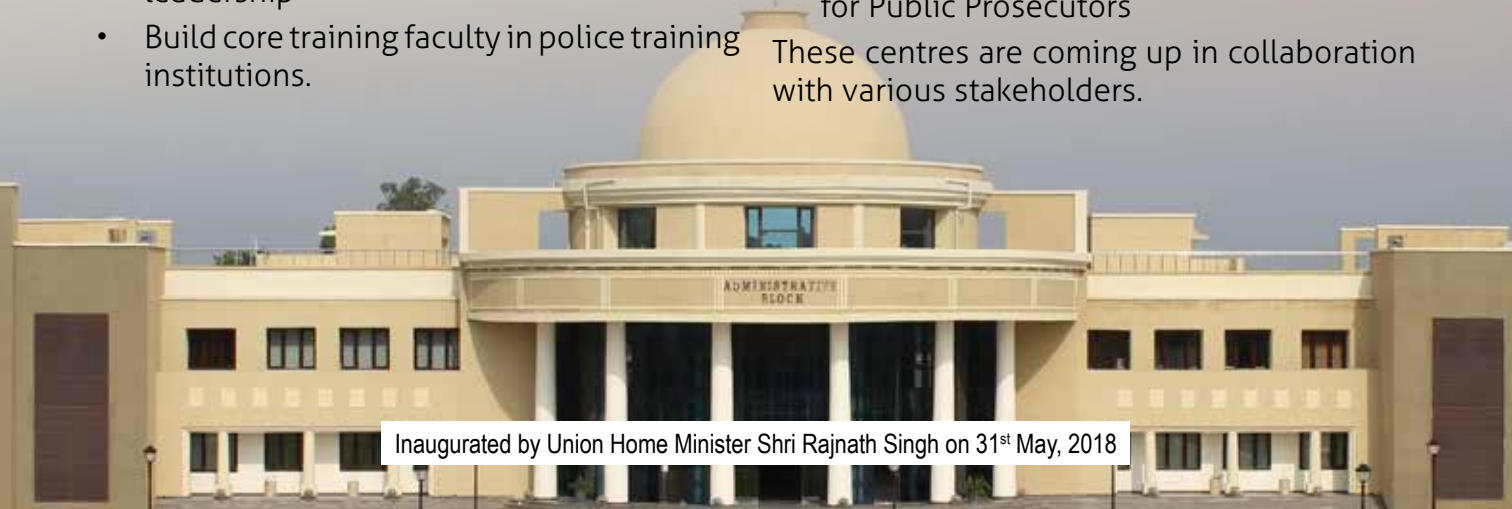 leadership
• Build core training faculty in police training
institutions.
for Public Prosecutors
These centres are coming up in collaboration
with various stakeholders.
ADMINISTRATIVE
BLOCK
Inaugurated by Union Home Minister Shri Rajnath Singh on 31st May, 2018